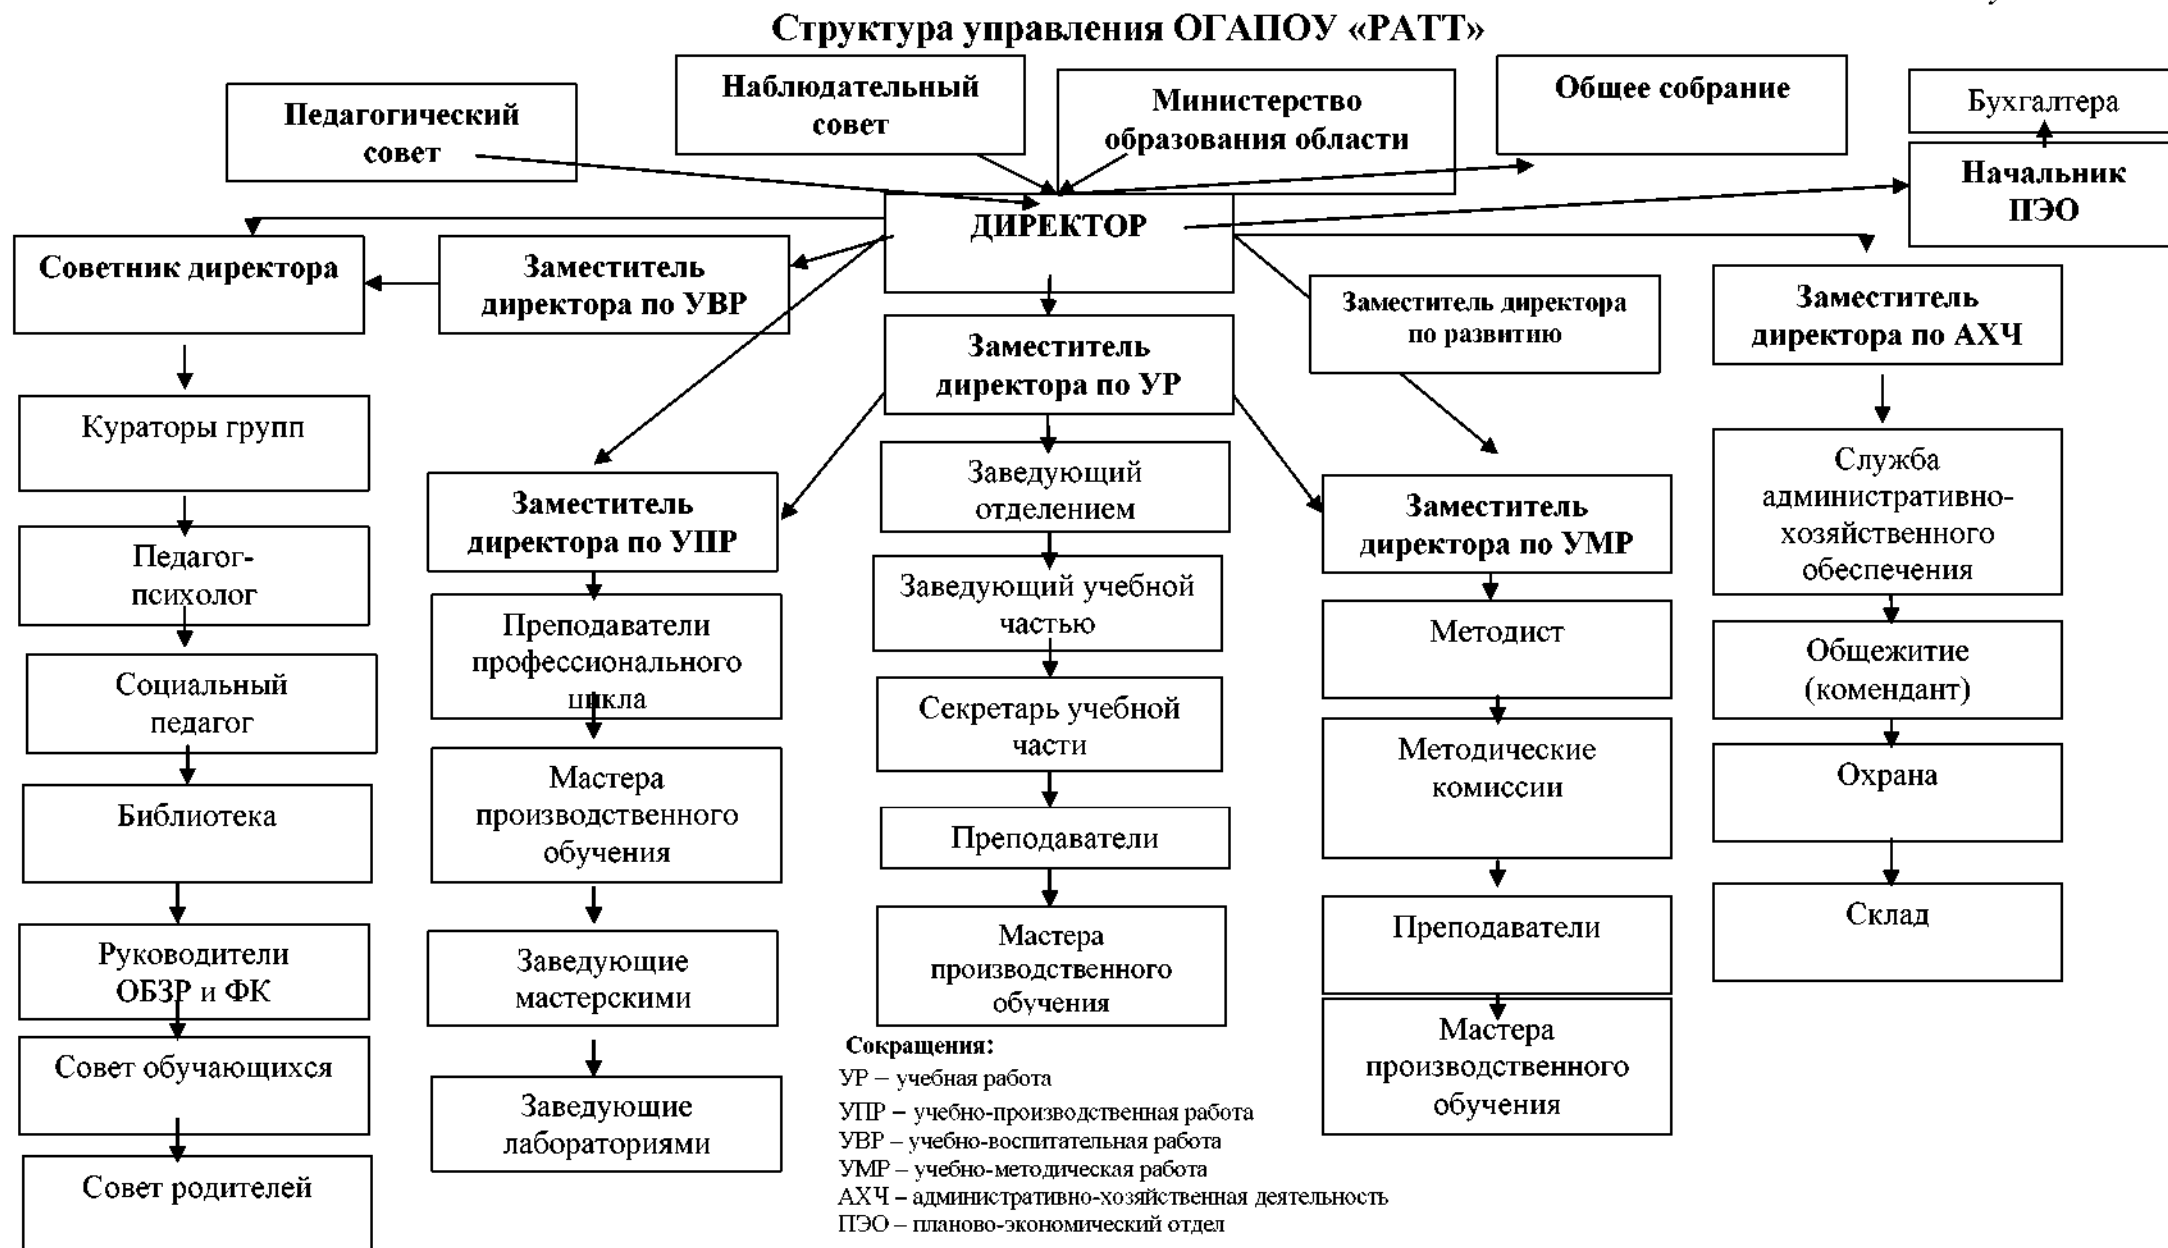 Структура управления ОГАПОУ «РАТТ»
Педагогический
совет
Наблюдательный
совет
Министерство
образования области
Общее собрание
Бухгалтера
Начальник
ПЭО
ДИРЕКТОР
Советник директора
Заместитель
директора по УВР
Заместитель
директора по УР
Заместитель директора
по развитию
Заместитель
директора по АХЧ
Кураторы групп
Педагог-
психолог
Социальный
педагог
Библиотека
Руководители
ОБЗР и ФК
Совет обучающихся
Совет родителей
Заместитель
директора по УПР
Преподаватели
профессионального
цикла
Мастера
производственного
обучения
Заведующие
мастерскими
Заведующие
лабораториями
Заведующий
отделением
Заведующий учебной
частью
Секретарь учебной
части
Преподаватели
Мастера
производственного
обучения
Заместитель
директора по УМР
Методист
Методические
комиссии
Преподаватели
Мастера
производственного
обучения
Служба
административно-
хозяйственного
обеспечения
Общежитие
(комендант)
Охрана
Склад
Сокращения:
УР – учебная работа
УПР – учебно-производственная работа
УВР – учебно-воспитательная работа
УМР – учебно-методическая работа
АХЧ – административно-хозяйственная деятельность
ПЭО – планово-экономический отдел